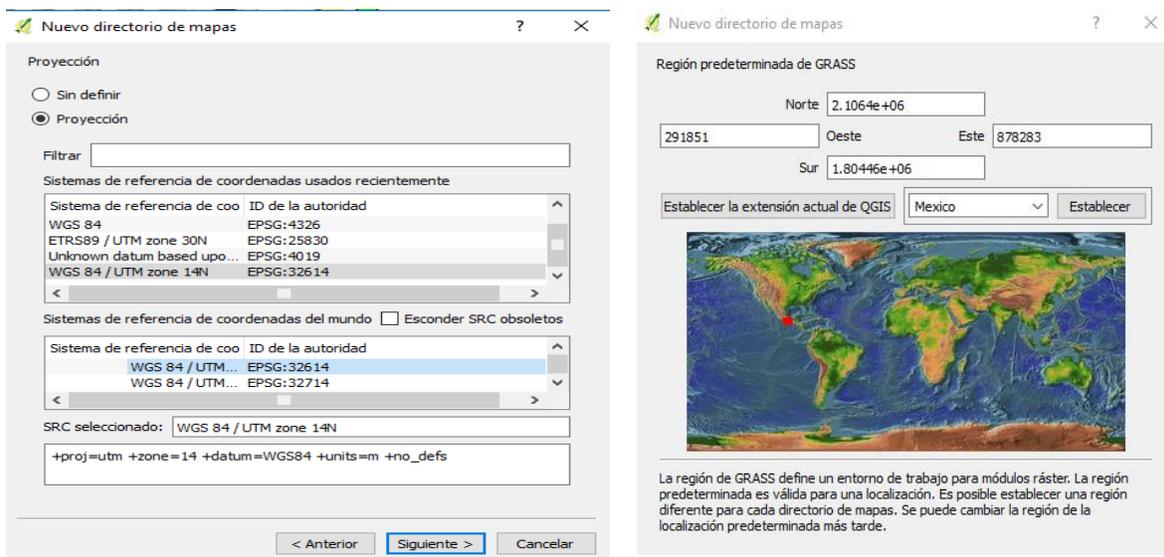 Nuevo directorio de mapas
?
Proyección
Sin definir
Proyección
Filtrar
Sistemas de referencia de coordenadas usados recientemente
Sistema de referencia de coo ID de la autoridad
WGS 84 EPSG:4326
ETRS89 / UTM zone 30N EPSG:25830
Unknown datum based upo... EPSG:4019
WGS 84 / UTM zone 14N EPSG:32614
< >
Sistemas de referencia de coordenadas del mundo Esconder SRC obsoletos
Sistema de referencia de coo ID de la autoridad
WGS 84 / UTM... EPSG:32614
WGS 84 / UTM... EPSG:32714
< >
SRC seleccionado: WGS 84 / UTM zone 14N
+proj=utm +zone=14 +datum=WGS84 +units=m +no_defs
< Anterior Siguiente > Cancelar
Nuevo directorio de mapas
?
Región predeterminada de GRASS
Norte 2.1064e+06
291851 Oeste Este 878283
Sur 1.80446e+06
Establecer la extensión actual de QGIS Mexico Establecer
La región de GRASS define un entorno de trabajo para módulos ráster. La región
predeterminada es válida para una localización. Es posible establecer una región
diferente para cada directorio de mapas. Se puede cambiar la región de la
localización predeterminada más tarde.